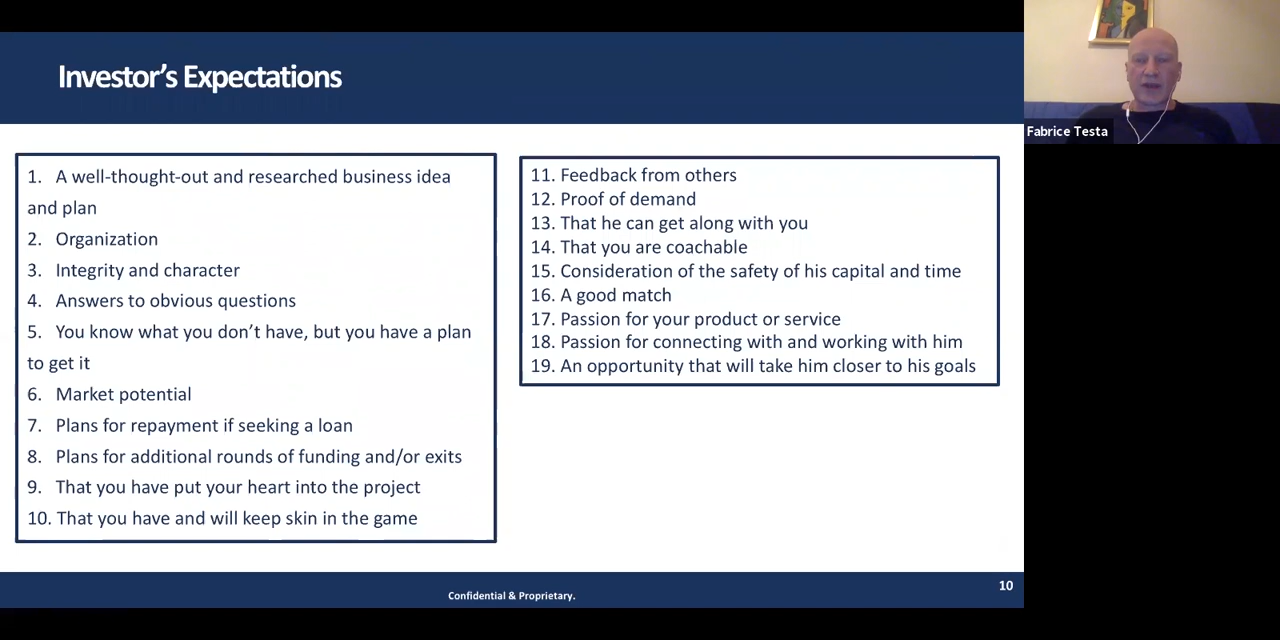 Investor’s Expectations
1. A well-thought-out and researched business idea
and plan
2. Organization
3. Integrity and character
4. Answers to obvious questions
5. You know what you don’t have, but you have a plan
to get it
6. Market potential
7. Plans for repayment if seeking a loan
8. Plans for additional rounds of funding and/or exits
9. That you have put your heart into the project
10. That you have and will keep skin in the game
11. Feedback from others
12. Proof of demand
13. That he can get along with you
14. That you are coachable
15. Consideration of the safety of his capital and time
16. A good match
17. Passion for your product or service
18. Passion for connecting with and working with him
19. An opportunity that will take him closer to his goals
Confidential & Proprietary.
10
Fabrice Testa